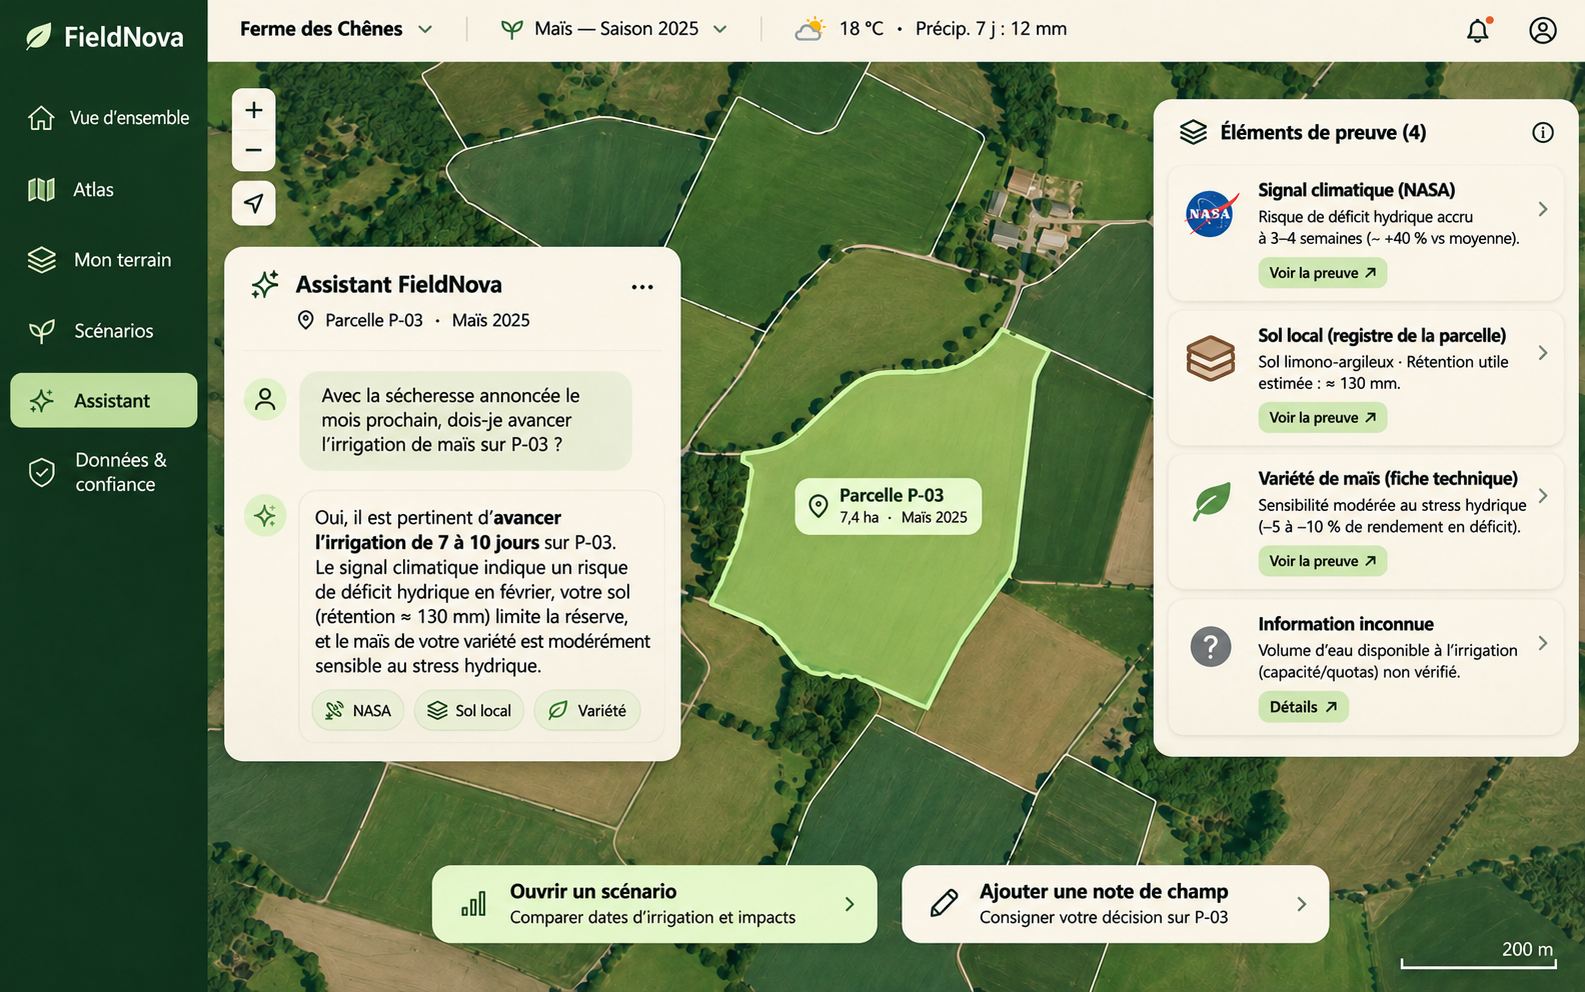 FieldNova
Vue d'ensemble
Atlas
Mon terrain
Scénarios
Assistant
Données &
confiance
Ferme des Chênes
Maïs — Saison 2025
18 °C • Précip. 7 j : 12 mm
+
−
Assistant FieldNova
...
Parcelle P-03 · Maïs 2025
Avec la sécheresse annoncée le
mois prochain, dois-je avancer
l'irrigation de maïs sur P-03 ?
Oui, il est pertinent d'avancer
l'irrigation de 7 à 10 jours sur P-03.
Le signal climatique indique un risque
de déficit hydrique en février, votre sol
(rétention ≈ 130 mm) limite la réserve,
et le maïs de votre variété est modérément
sensible au stress hydrique.
NASA
Sol local
Variété
Parcelle P-03
7,4 ha · Maïs 2025
Éléments de preuve (4)
NASA
Signal climatique (NASA)
Risque de déficit hydrique accru
à 3–4 semaines (~ +40 % vs moyenne).
Voir la preuve
Sol local (registre de la parcelle)
Sol limono-argileux · Rétention utile
estimée : ≈ 130 mm.
Voir la preuve
Variété de maïs (fiche technique)
Sensibilité modérée au stress hydrique
(–5 à –10 % de rendement en déficit).
Voir la preuve
?
Information inconnue
Volume d'eau disponible à l'irrigation
(capacité/quotas) non vérifié.
Détails
Ouvrir un scénario
Comparer dates d'irrigation et impacts
Ajouter une note de champ
Consigner votre décision sur P-03
200 m